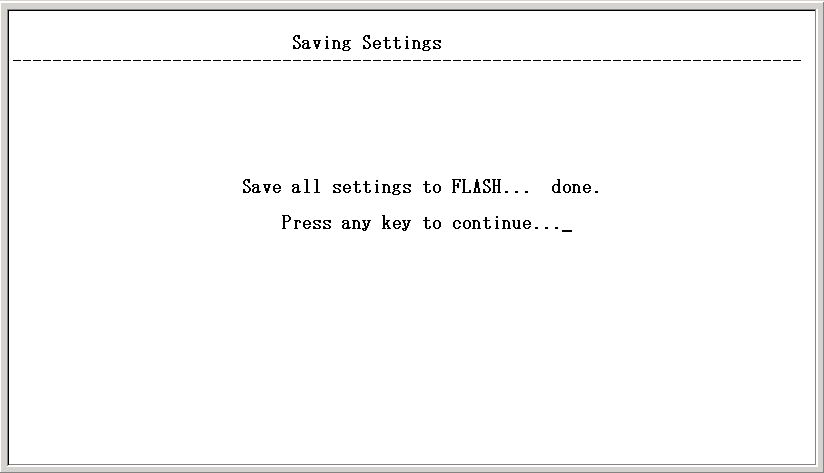 Saving Settings
Save all settings to FLASH...  done.
Press any key to continue..._